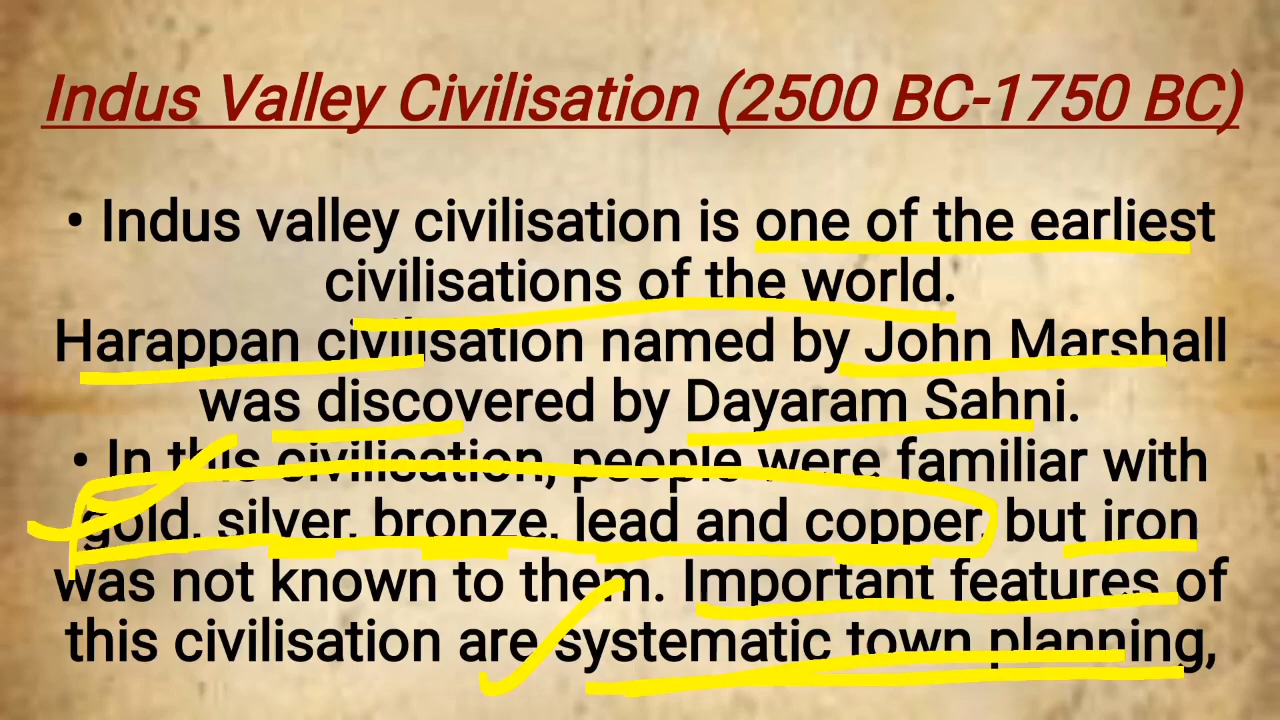 Indus Valley Civilisation (2500 BC-1750 BC)
• Indus valley civilisation is one of the earliest
civilisations of the world.
Harappan civilisation named by John Marshall
was discovered by Dayaram Sahni.
• In this civilisation, people were familiar with
gold, silver, bronze, lead and copper, but iron
was not known to them. Important features of
this civilisation are systematic town planning,